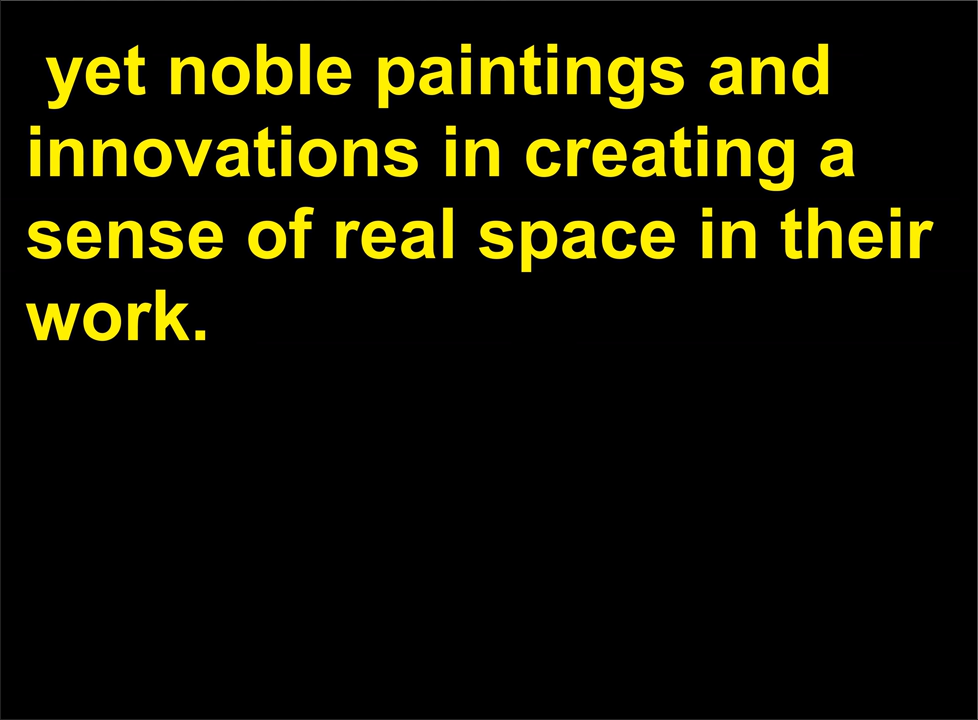 yet noble paintings and
innovations in creating a
sense of real space in their
work.